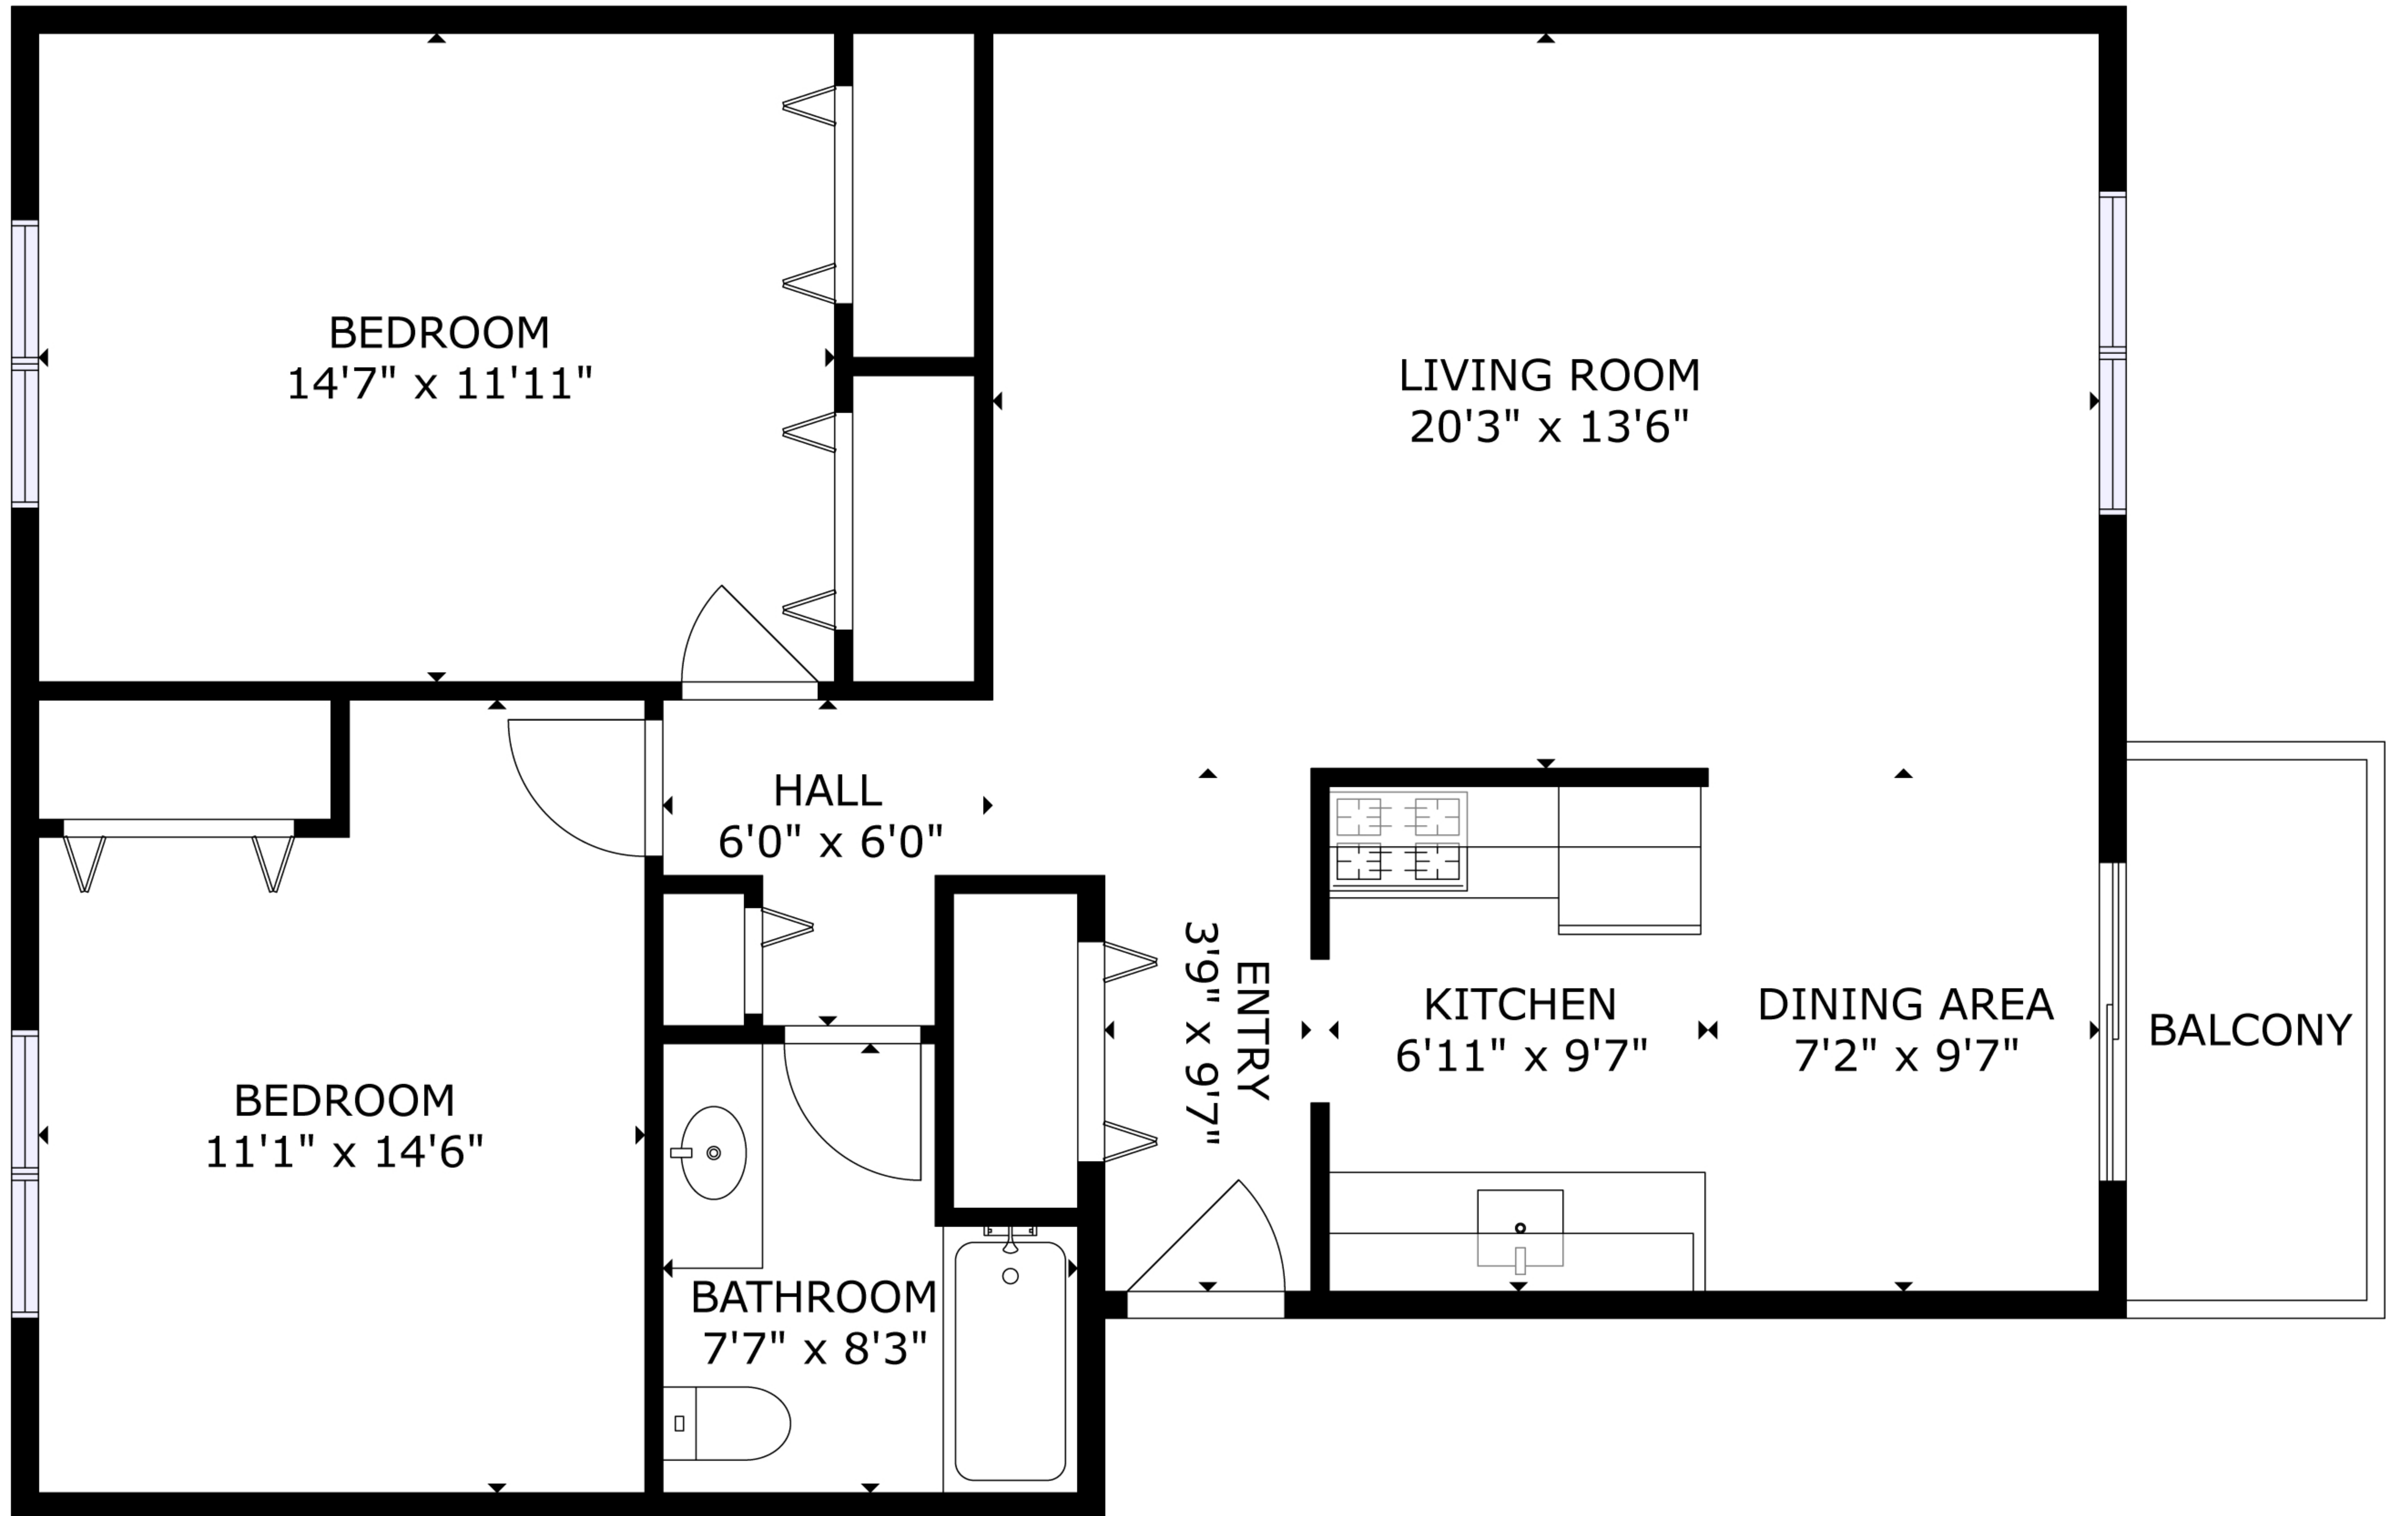 BEDROOM
14'7" x 11'11"
LIVING ROOM
20'3" x 13'6"
HALL
6'0" x 6'0"
ENTRY
3'9" x 9'7"
KITCHEN
6'11" x 9'7"
DINING AREA
7'2" x 9'7"
BALCONY
BEDROOM
11'1" x 14'6"
BATHROOM
7'7" x 8'3"